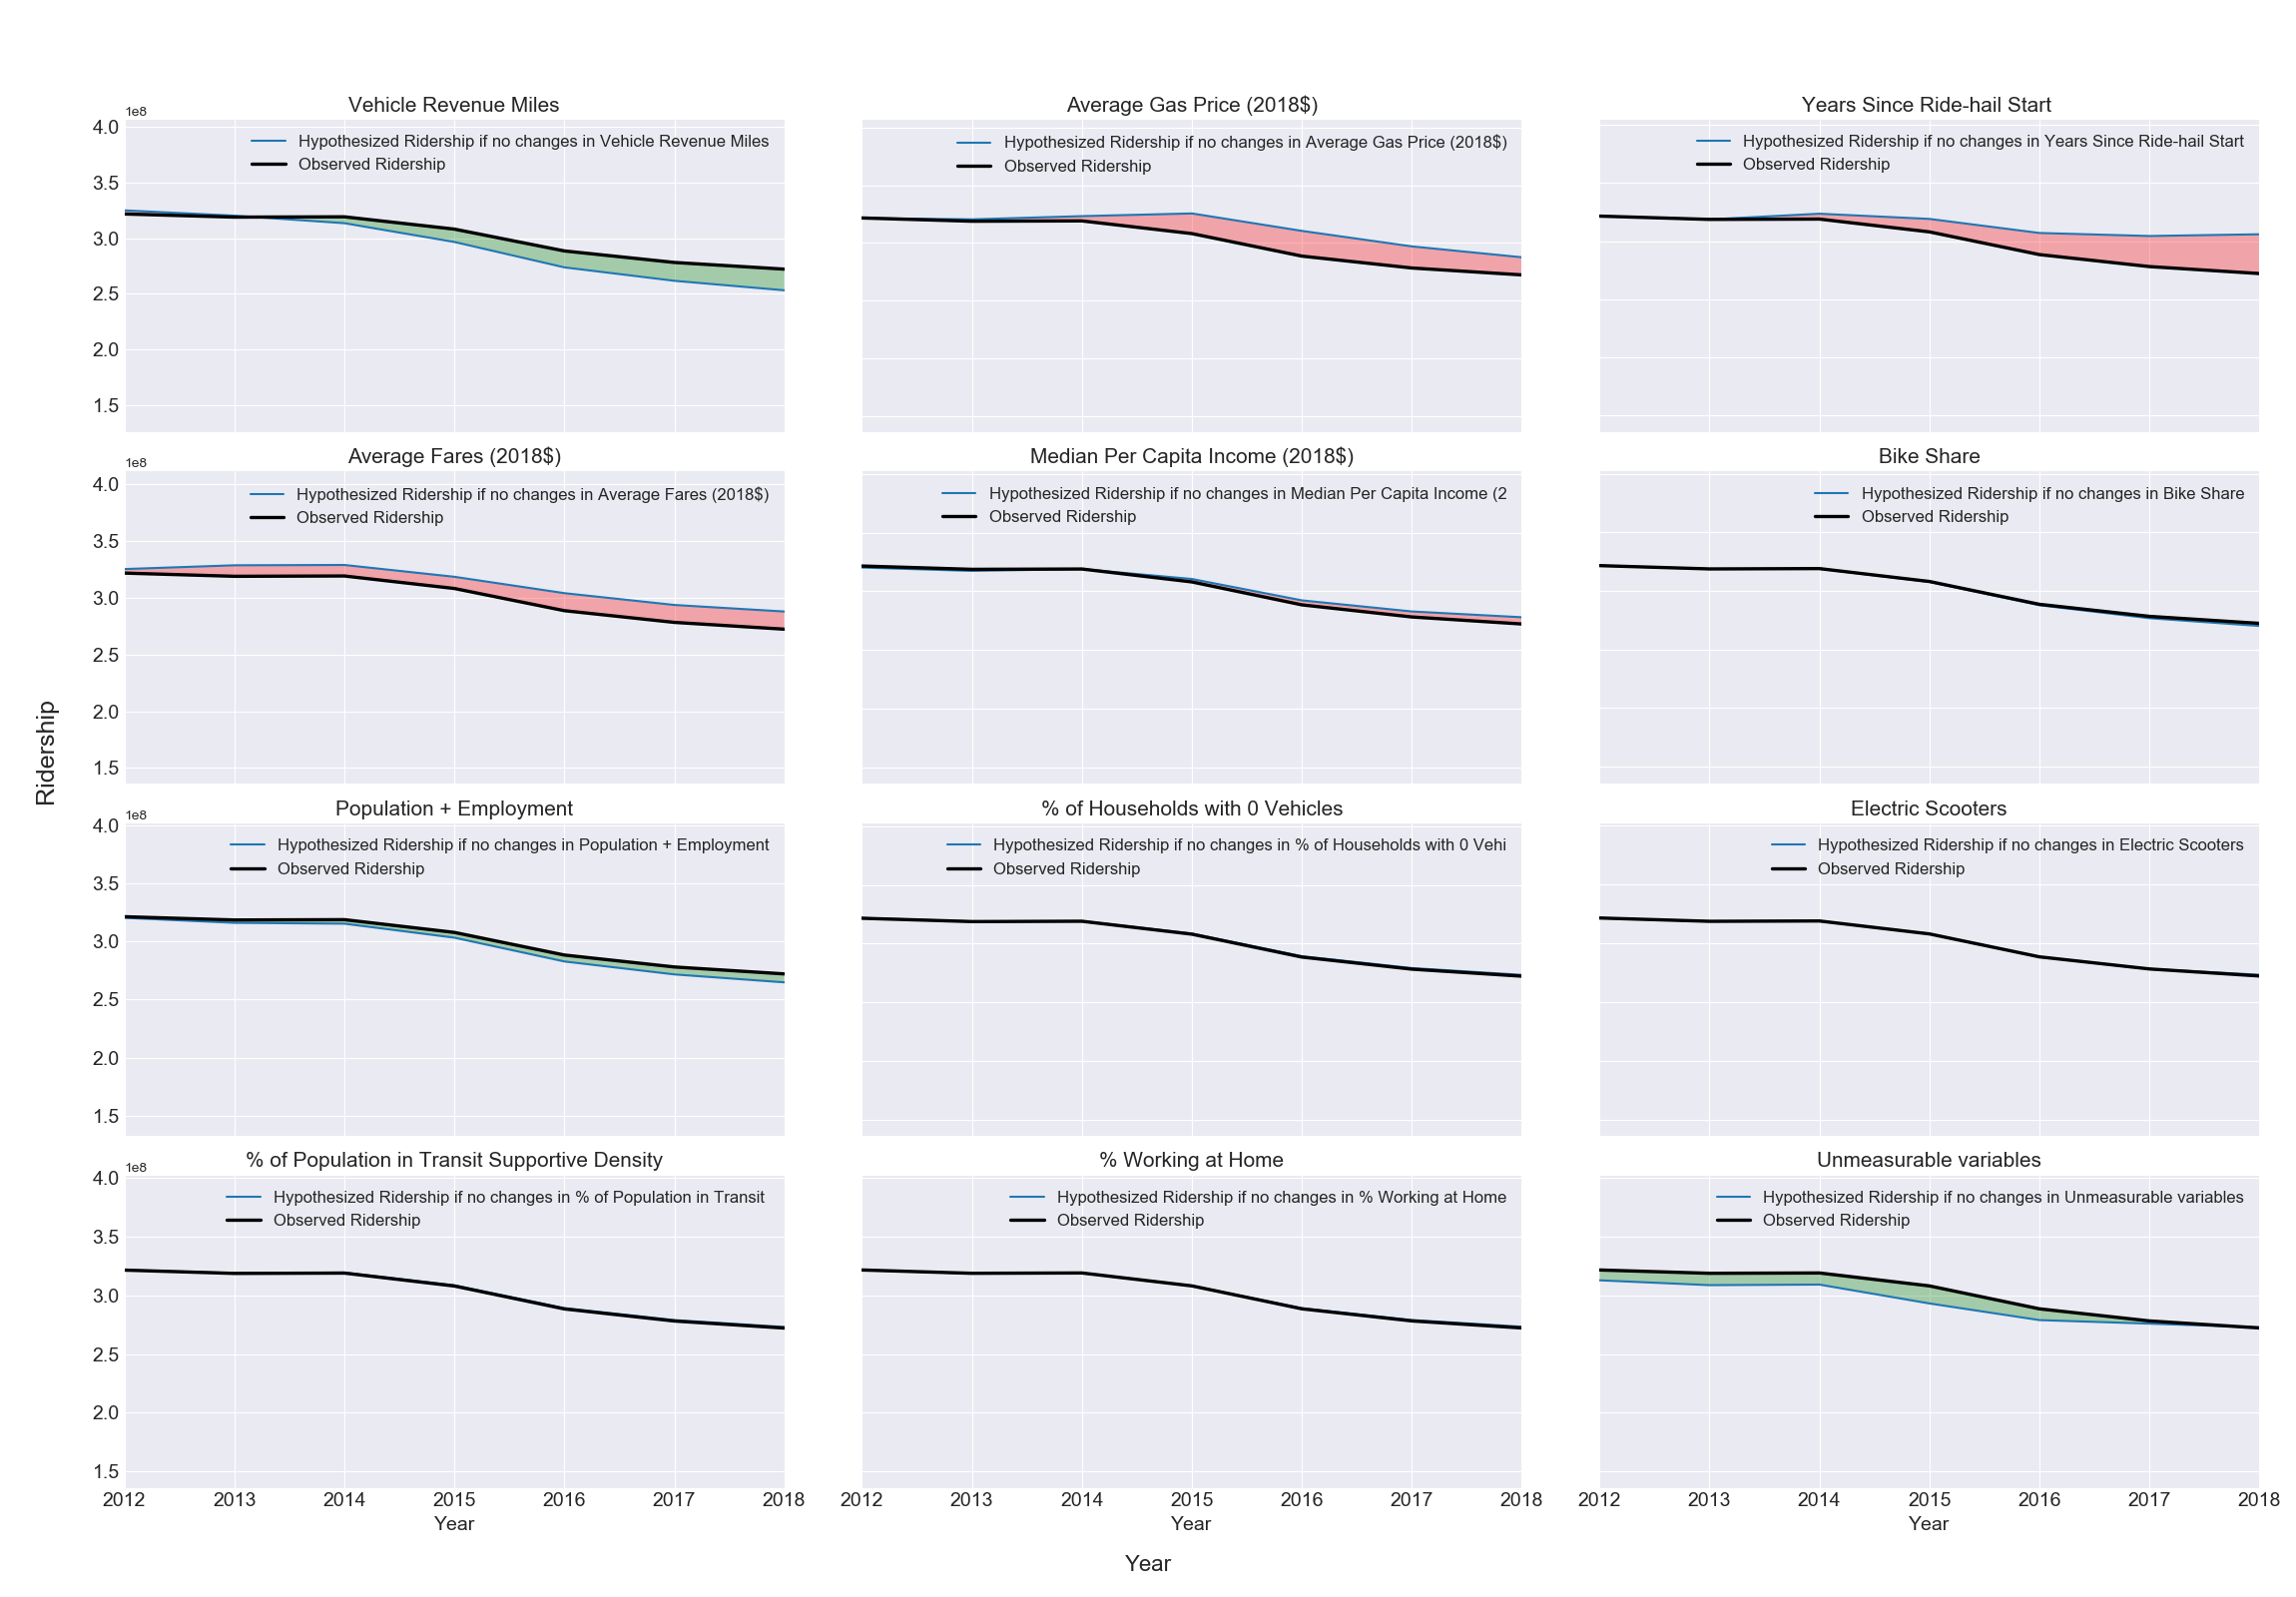 Vehicle Revenue Miles
1e8
4.0
3.5
3.0
2.5
2.0
1.5
Hypothesized Ridership if no changes in Vehicle Revenue Miles
Observed Ridership
Average Gas Price (2018$)
Hypothesized Ridership if no changes in Average Gas Price (2018$)
Observed Ridership
Years Since Ride-hail Start
Hypothesized Ridership if no changes in Years Since Ride-hail Start
Observed Ridership
Average Fares (2018$)
1e8
4.0
3.5
3.0
2.5
2.0
1.5
Hypothesized Ridership if no changes in Average Fares (2018$)
Observed Ridership
Median Per Capita Income (2018$)
Hypothesized Ridership if no changes in Median Per Capita Income (2
Observed Ridership
Bike Share
Hypothesized Ridership if no changes in Bike Share
Observed Ridership
Ridership
Population + Employment
1e8
4.0
3.5
3.0
2.5
2.0
1.5
Hypothesized Ridership if no changes in Population + Employment
Observed Ridership
% of Households with 0 Vehicles
Hypothesized Ridership if no changes in % of Households with 0 Vehi
Observed Ridership
Electric Scooters
Hypothesized Ridership if no changes in Electric Scooters
Observed Ridership
% of Population in Transit Supportive Density
1e8
4.0
3.5
3.0
2.5
2.0
1.5
Hypothesized Ridership if no changes in % of Population in Transit
Observed Ridership
2012 2013 2014 2015 2016 2017 2018
Year
% Working at Home
Hypothesized Ridership if no changes in % Working at Home
Observed Ridership
2012 2013 2014 2015 2016 2017 2018
Year
Unmeasurable variables
Hypothesized Ridership if no changes in Unmeasurable variables
Observed Ridership
2012 2013 2014 2015 2016 2017 2018
Year
Year